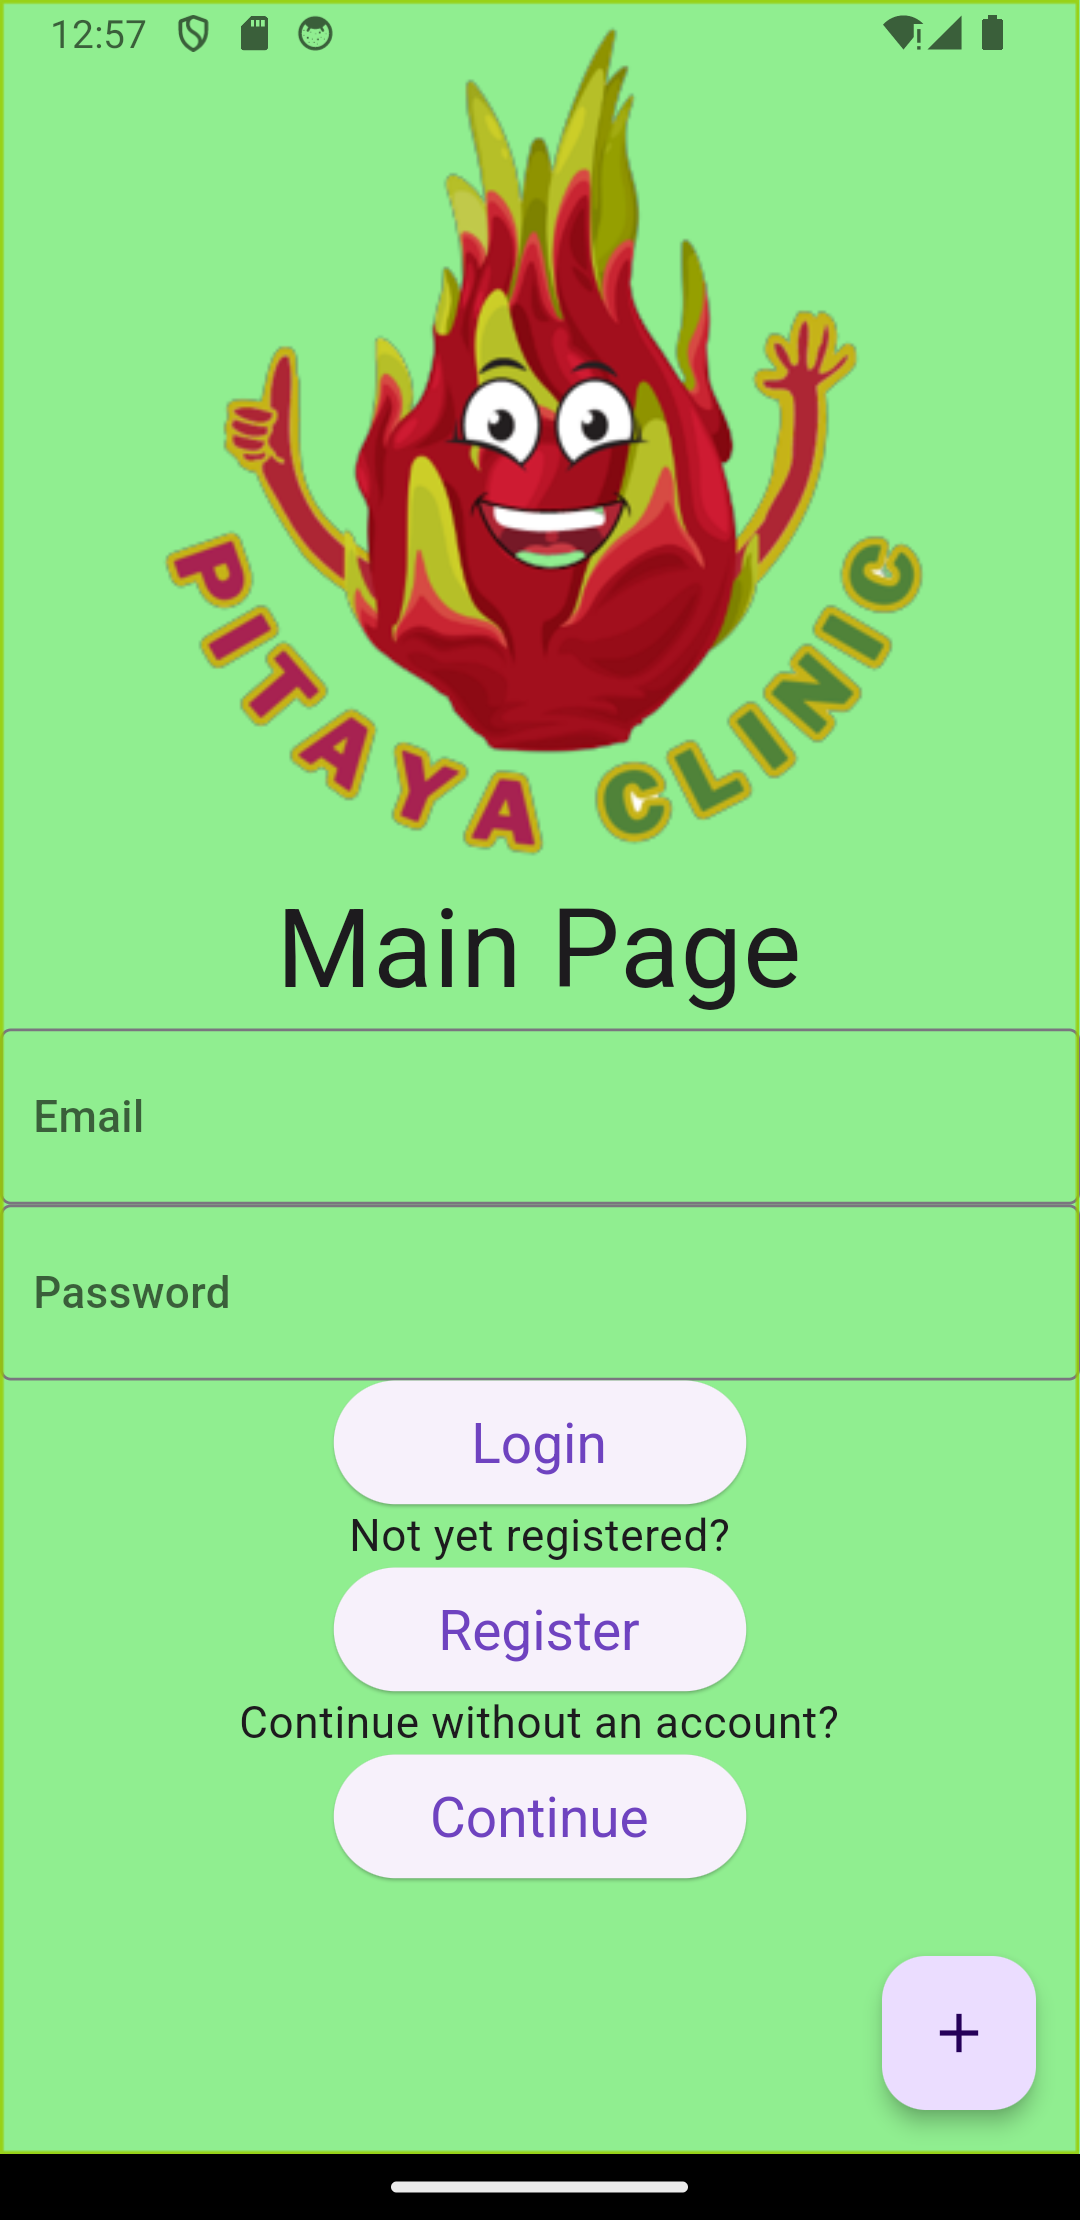 12:57
PITAYA CLINIC
Main Page
Email
Password
Login
Not yet registered?
Register
Continue without an account?
Continue
+